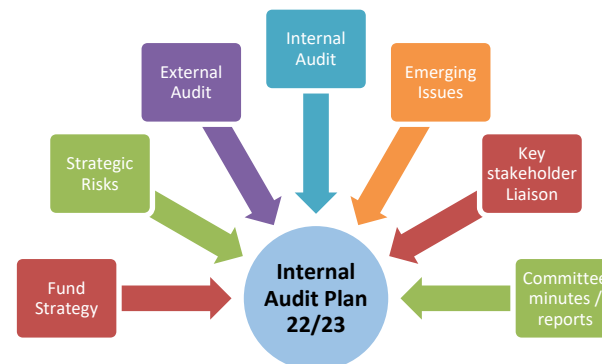 Internal
Audit
External
Audit
Emerging
Issues
Strategic
Risks
Key
stakeholder
Liaison
Fund
Strategy
Internal
Audit Plan
22/23
Committee
minutes /
reports